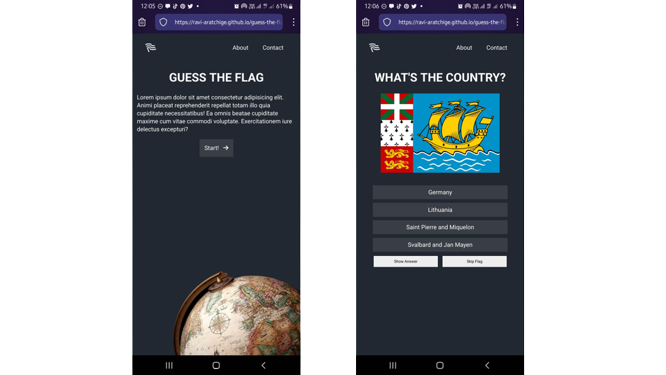 12:05
61%
https://ravi-aratchige.github.io/guess-the-fl
About Contact
GUESS THE FLAG
Lorem ipsum dolor sit amet consectetur adipisicing elit.
Animi placeat reprehenderit repellat totam illo quia
cupiditate necessitatibus! Ea omnis beatae cupiditate
maxime cum vitae commodi voluptate. Exercitationem iure
delectus excepturi?
Start!
12:06
61%
https://ravi-aratchige.github.io/guess-the-fl
About Contact
WHAT'S THE COUNTRY?
Germany
Lithuania
Saint Pierre and Miquelon
Svalbard and Jan Mayen
Show Answer Skip Flag